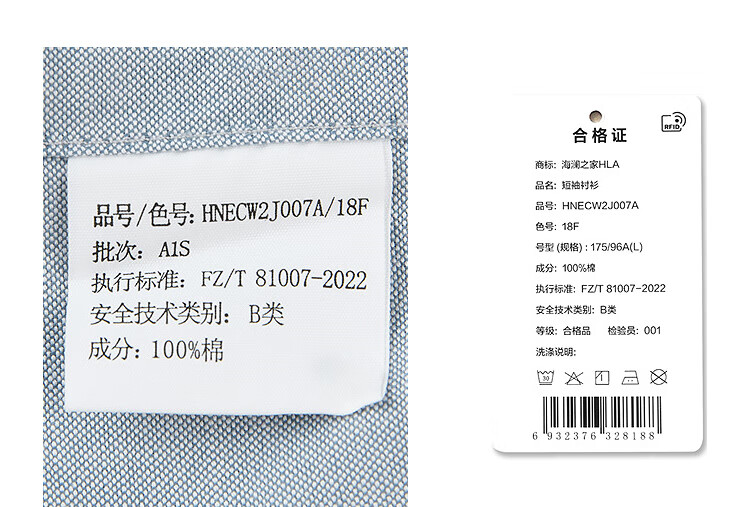 品号/色号: HNECW2J007A/18F
批次: A1S
执行标准: FZ/T 81007-2022
安全技术类别: B类
成分: 100%棉
RFID
合格证
商标: 海澜之家HLA
品名: 短袖衬衫
品号: HNECW2J007A
色号: 18F
号型 (规格) : 175/96A(L)
成分: 100%棉
执行标准: FZ/T 81007-2022
安全技术类别: B类
等级: 合格品 检验员: 001
洗涤说明:
30
6 932376 328188